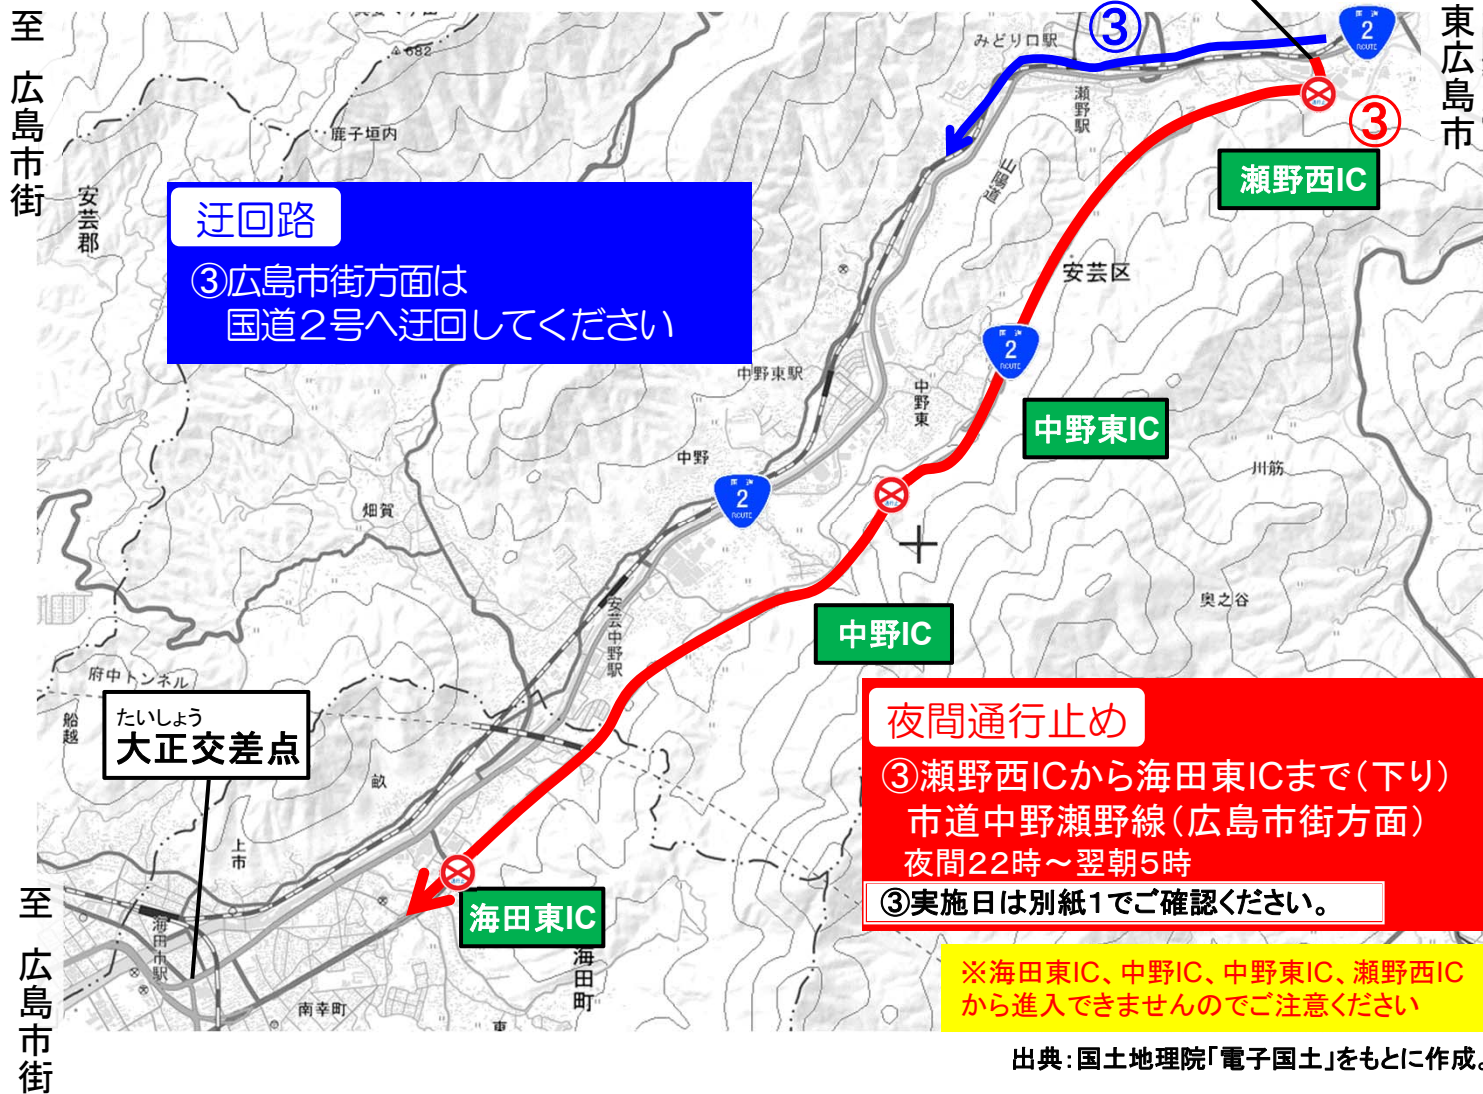 至 広島市街
682
みどり口駅
③
国道
2
ROUTE
東広島市
瀬野駅
③
瀬野西IC
鹿子垣内
安芸郡
山陽道
迂回路
③広島市街方面は
国道２号へ迂回してください
安芸区
国道
2
ROUTE
中野東駅
中野東
中野東IC
中野
川筋
国道
2
ROUTE
畑賀
安芸中野駅
奥之谷
中野IC
府中トンネル
船越
たいしょう
大正交差点
畝
上市
夜間通行止め
③瀬野西ICから海田東ICまで（下り）
市道中野瀬野線（広島市街方面）
夜間22時～翌朝5時
③実施日は別紙1でご確認ください。
海田東IC
海田市駅
海田町
南幸町
東
至 広島市街
※海田東IC、中野IC、中野東IC、瀬野西IC
から進入できませんのでご注意ください
出典：国土地理院「電子国土」をもとに作成。